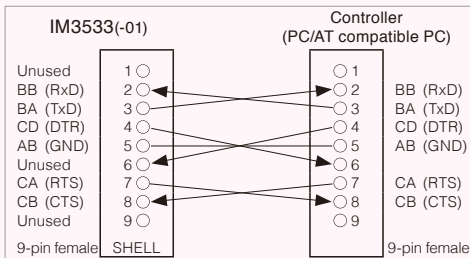 IM3533(-01)
Controller
(PC/AT compatible PC)
Unused 1 1
BB (RxD) 2 2 BB (RxD)
BA (TxD) 3 3 BA (TxD)
CD (DTR) 4 4 CD (DTR)
AB (GND) 5 5 AB (GND)
Unused 6 6
CA (RTS) 7 7 CA (RTS)
CB (CTS) 8 8 CB (CTS)
Unused 9 9
9-pin female SHELL 9-pin female